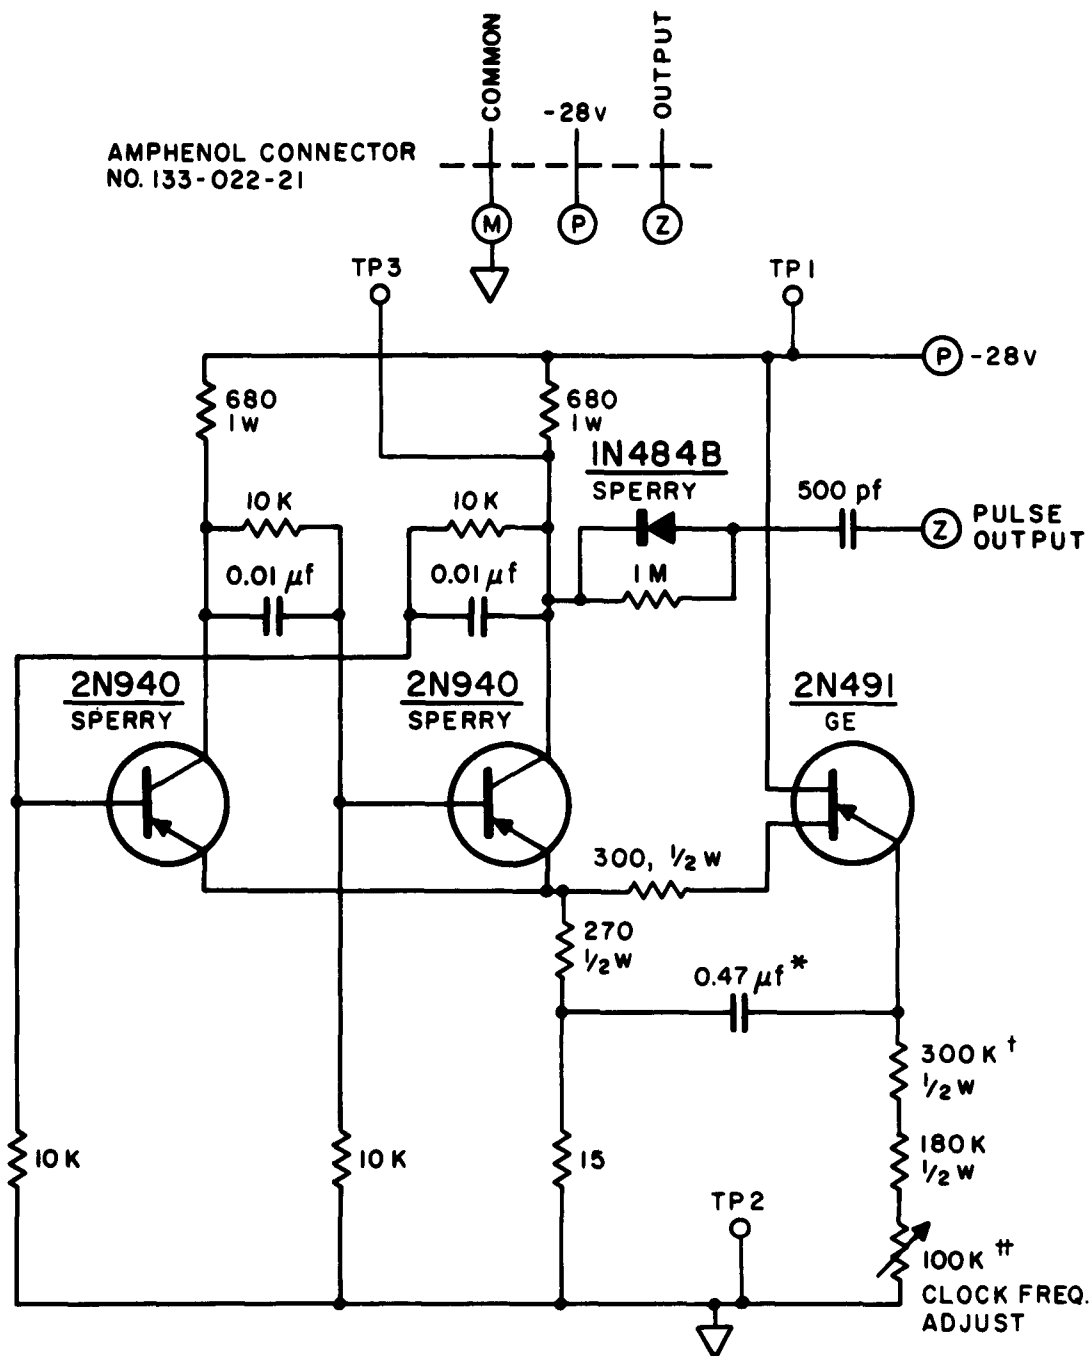 COMMON
-28v
OUTPUT
AMPHENOL CONNECTOR
NO. 133-022-21
M
P
Z
TP3
TP1
P
-28v
680
1w
680
1w
1N484B
SPERRY
500 pf
Z
PULSE
OUTPUT
10K
10K
0.01 µf
0.01 µf
1M
2N940
SPERRY
2N940
SPERRY
2N491
GE
300, 1/2 w
270
1/2 W
0.47 µf*
300K †
1/2 W
180K
1/2 W
10K
10K
15
TP2
100K ††
CLOCK FREQ.
ADJUST